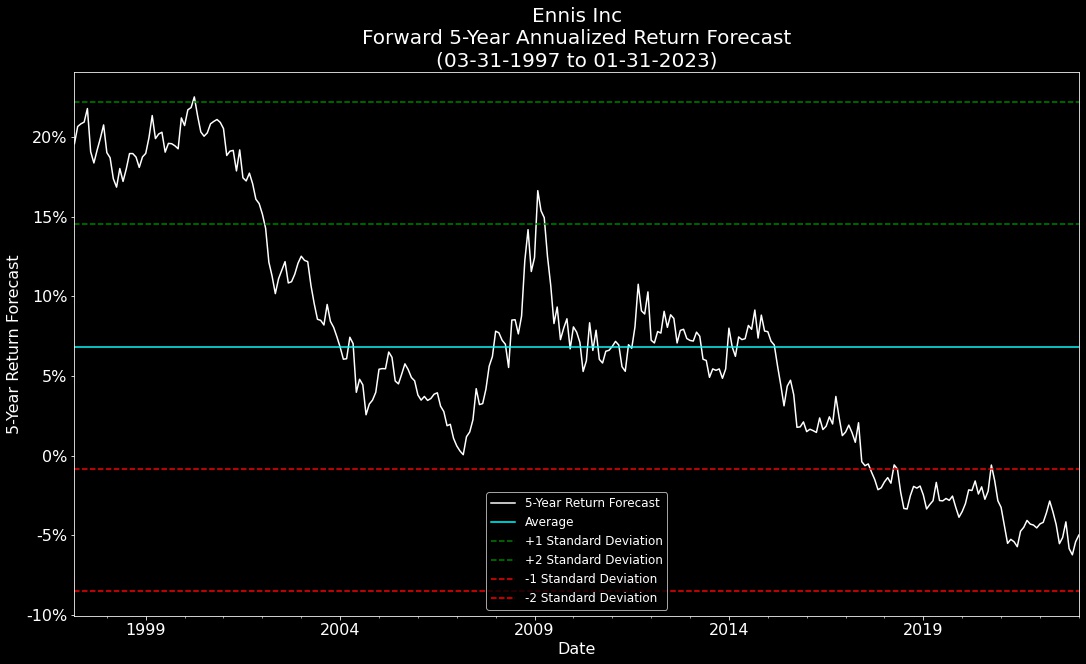 Ennis Inc
Forward 5-Year Annualized Return Forecast
(03-31-1997 to 01-31-2023)
5-Year Return Forecast
20%
15%
10%
5%
0%
-5%
-10%
5-Year Return Forecast
Average
+1 Standard Deviation
+2 Standard Deviation
-1 Standard Deviation
-2 Standard Deviation
1999 2004 2009 2014 2019
Date